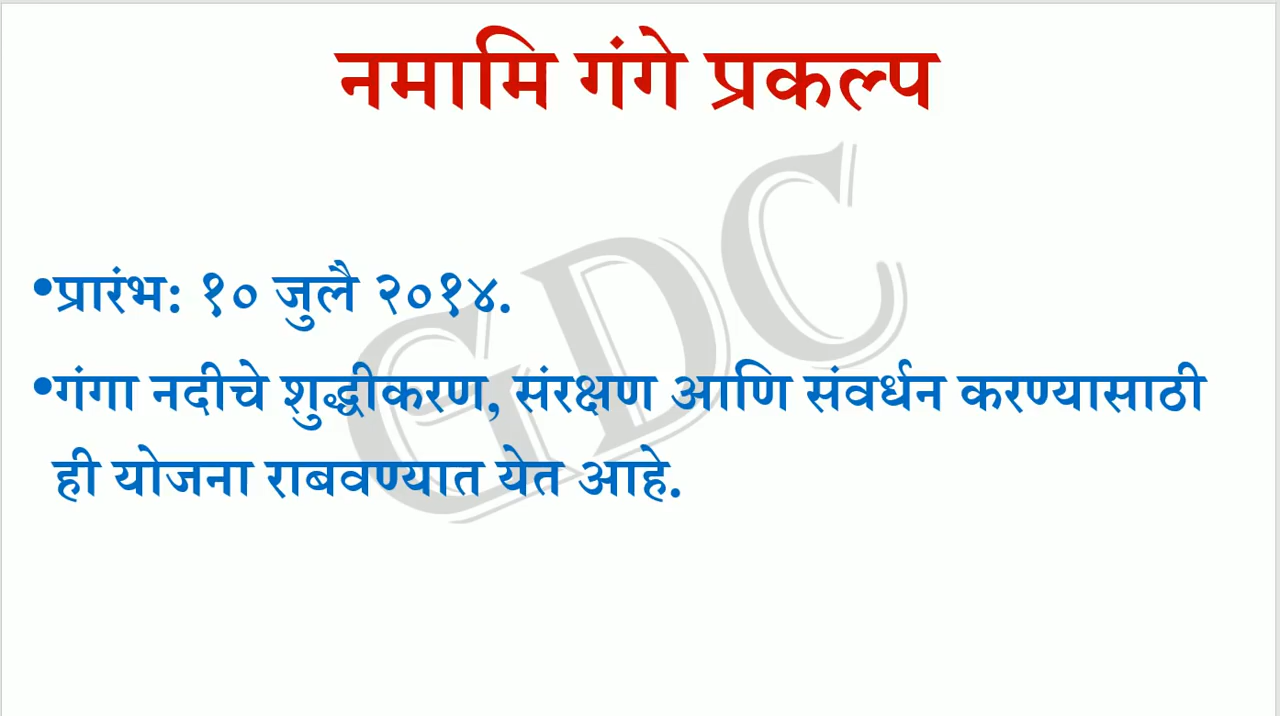 नमामि गंगे प्रकल्प
•प्रारंभ: १० जुलै २०१४.
•गंगा नदीचे शुद्धीकरण, संरक्षण आणि संवर्धन करण्यासाठी
ही योजना राबवण्यात येत आहे.
GDC